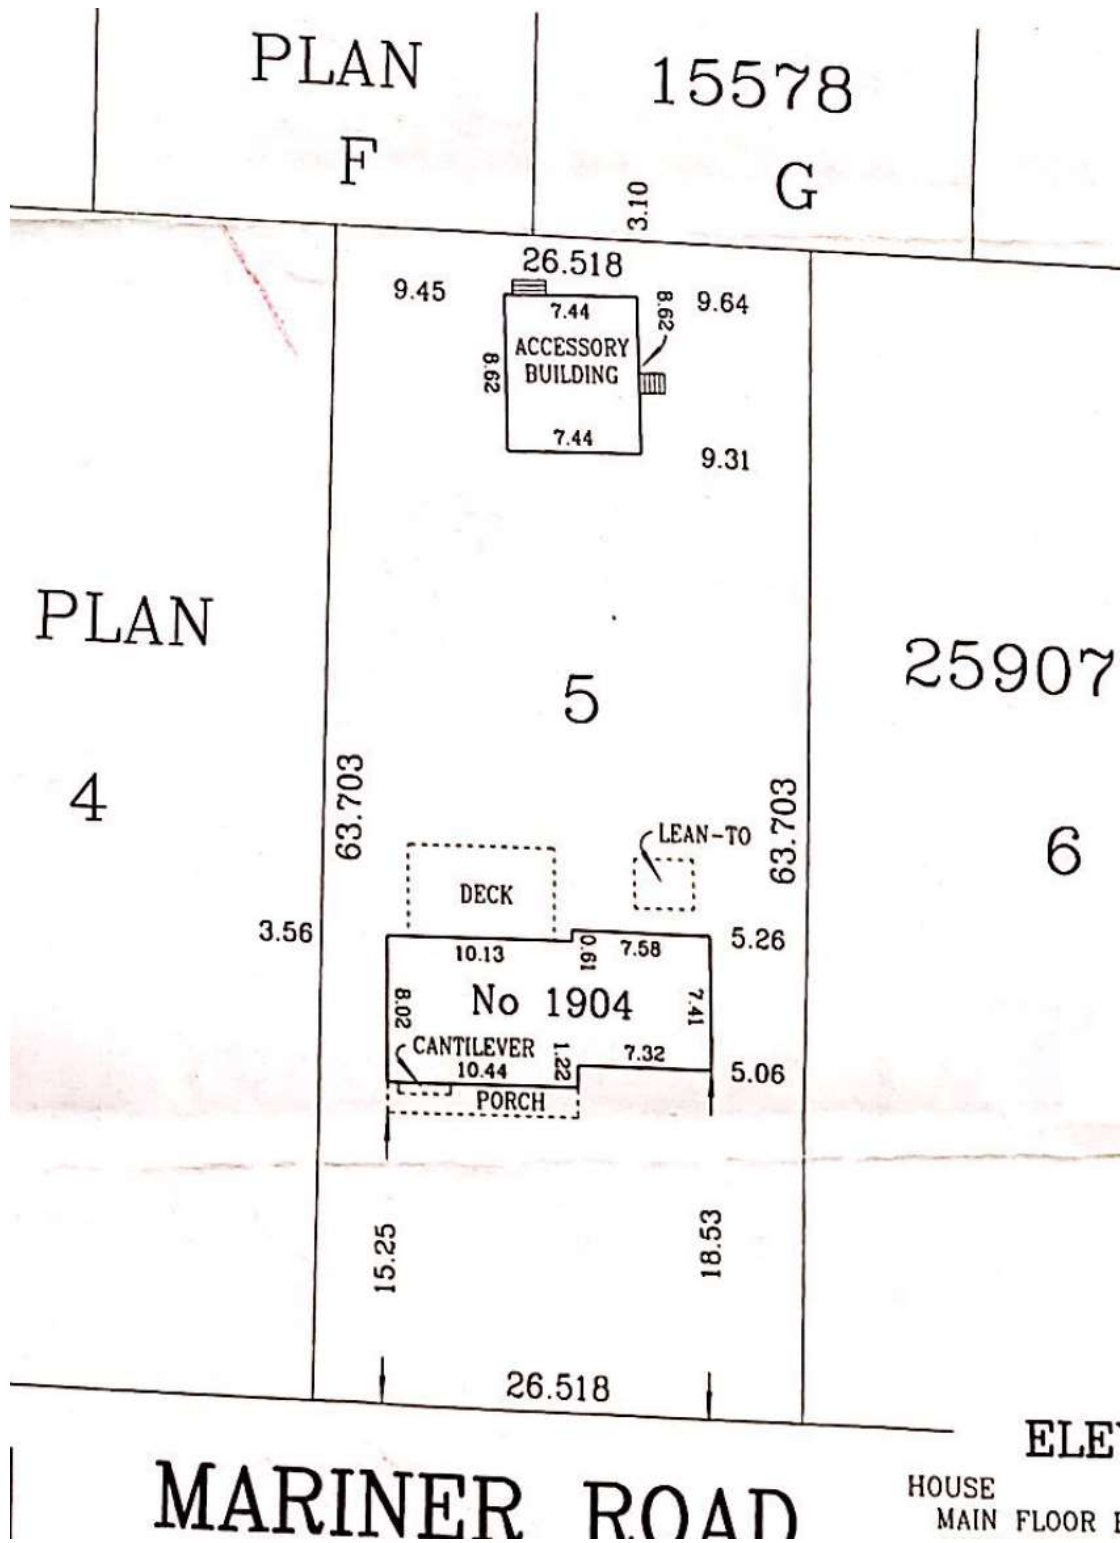 PLAN 15578
F G
3.10
26.518
9.45 9.64
7.44
8.62
ACCESSORY
BUILDING
8.62
7.44
9.31
PLAN 25907
5
4 6
63.703 63.703
LEAN-TO
DECK
3.56 5.26
10.13 0.61 7.58
No 1904
8.02 7.41
CANTILEVER
10.44 1.22 7.32
5.06
PORCH
15.25 18.53
26.518
MARINER ROAD
HOUSE
MAIN FLOOR